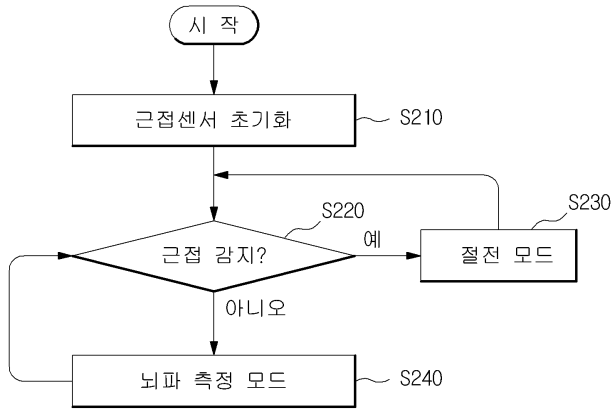 시 작
근접센서 초기화
S210
S220
근접 감지?
예
S230
절전 모드
아니오
뇌파 측정 모드
S240